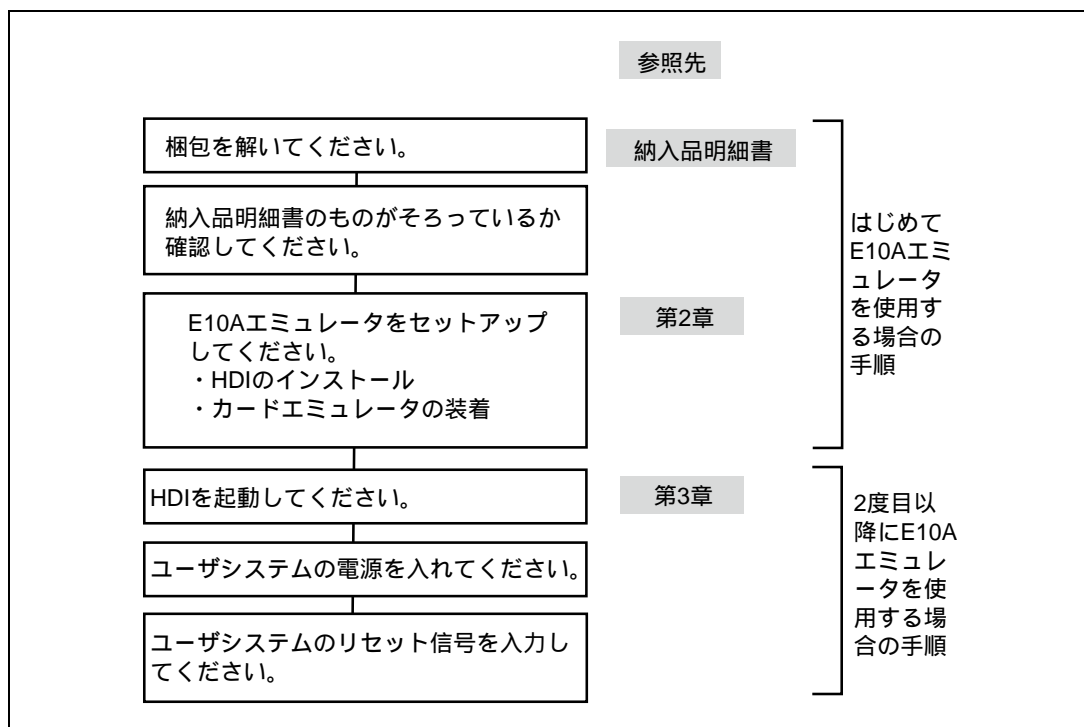 参照先
梱包を解いてください。
納入品明細書
納入品明細書のものがそろっているか
確認してください。
E10Aエミュレータをセットアップ
してください。
・HDIのインストール
・カードエミュレータの装着
第2章
はじめて
E10Aエミ
ュレータ
を使用す
る場合の
手順
HDIを起動してください。
第3章
ユーザシステムの電源を入れてください。
ユーザシステムのリセット信号を入力し
てください。
2度目以
降にE10A
エミュレ
ータを使
用する場
合の手順